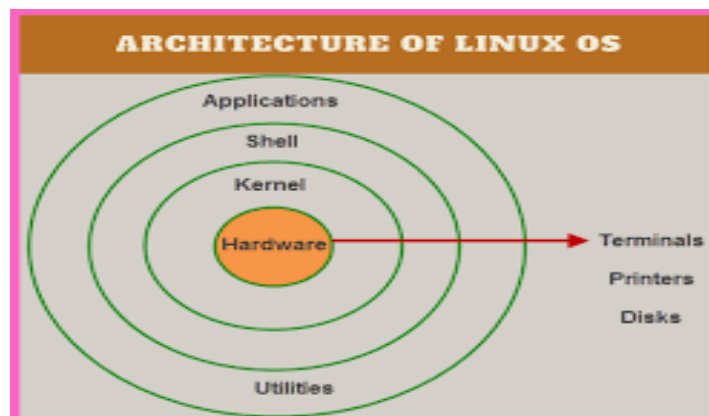 ARCHITECTURE OF LINUX OS
Applications
Shell
Kernel
Hardware
Terminals
Printers
Disks
Utilities